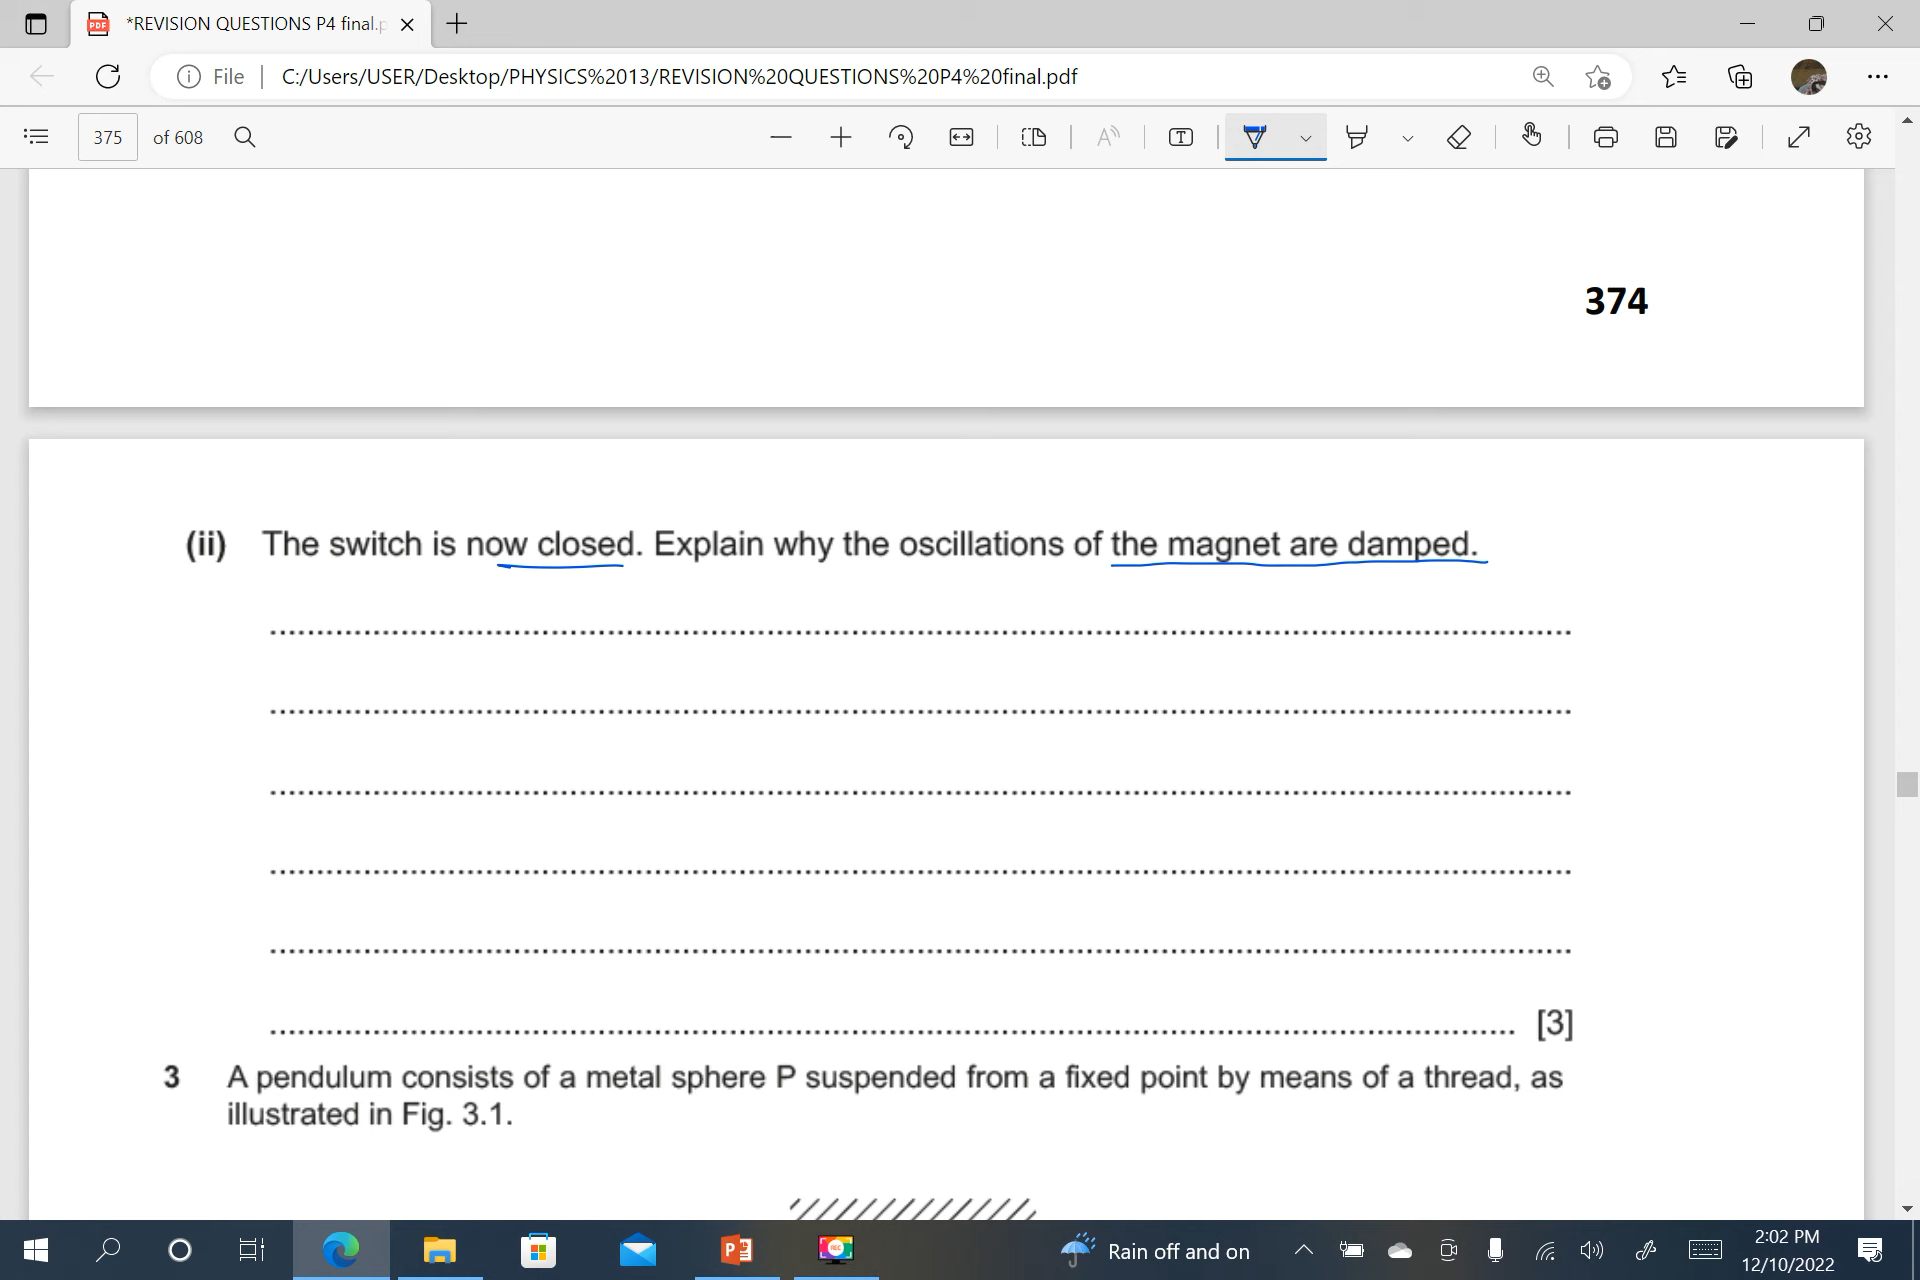 *REVISION QUESTIONS P4 final.p
File
C:/Users/USER/Desktop/PHYSICS%2013/REVISION%20QUESTIONS%20P4%20final.pdf
375 of 608
374
(ii) The switch is now closed. Explain why the oscillations of the magnet are damped.
[3]
3 A pendulum consists of a metal sphere P suspended from a fixed point by means of a thread, as
illustrated in Fig. 3.1.
Rain off and on
2:02 PM
12/10/2022